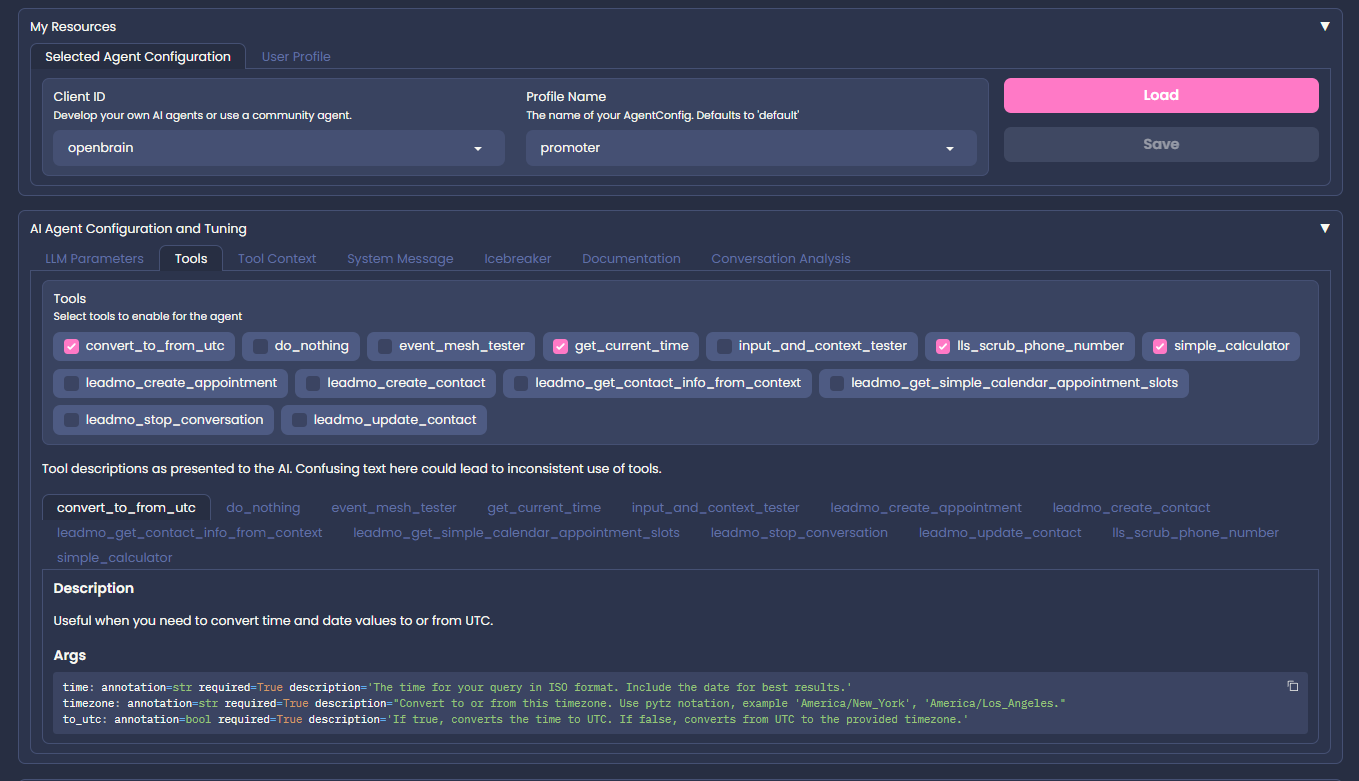 My Resources ▼
Selected Agent Configuration User Profile
Client ID
Develop your own AI agents or use a community agent.
openbrain
Profile Name
The name of your AgentConfig. Defaults to 'default'
promoter
Load
Save
AI Agent Configuration and Tuning ▼
LLM Parameters Tools Tool Context System Message Icebreaker Documentation Conversation Analysis
Tools
Select tools to enable for the agent
convert_to_from_utc do_nothing event_mesh_tester get_current_time input_and_context_tester lls_scrub_phone_number simple_calculator
leadmo_create_appointment leadmo_create_contact leadmo_get_contact_info_from_context leadmo_get_simple_calendar_appointment_slots
leadmo_stop_conversation leadmo_update_contact
Tool descriptions as presented to the AI. Confusing text here could lead to inconsistent use of tools.
convert_to_from_utc do_nothing event_mesh_tester get_current_time input_and_context_tester leadmo_create_appointment leadmo_create_contact
leadmo_get_contact_info_from_context leadmo_get_simple_calendar_appointment_slots leadmo_stop_conversation leadmo_update_contact lls_scrub_phone_number
simple_calculator
Description
Useful when you need to convert time and date values to or from UTC.
Args
time: annotation=str required=True description='The time for your query in ISO format. Include the date for best results.'
timezone: annotation=str required=True description="Convert to or from this timezone. Use pytz notation, example 'America/New_York', 'America/Los_Angeles."
to_utc: annotation=bool required=True description='If true, converts the time to UTC. If false, converts from UTC to the provided timezone.'